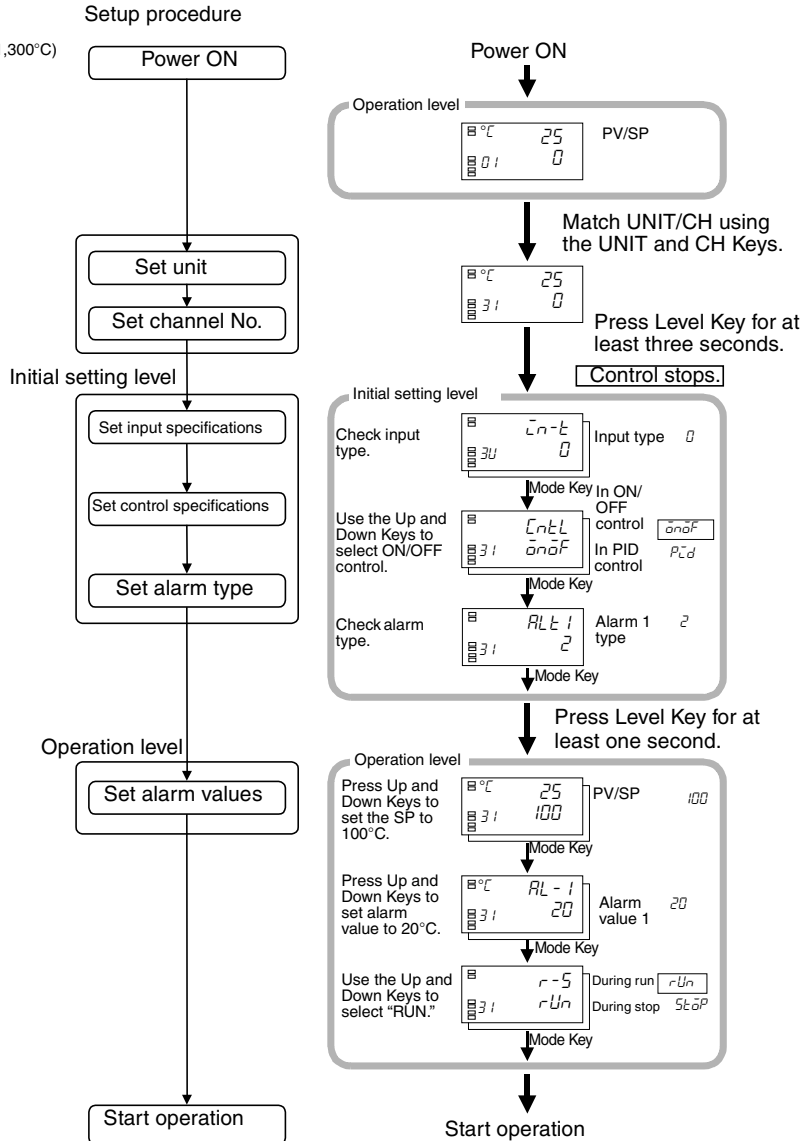 Setup procedure
,300°C)
Power ON
Set unit
Set channel No.
Initial setting level
Set input specifications
Set control specifications
Set alarm type
Operation level
Set alarm values
Start operation
Power ON
Operation level
°C 25
01 0
PV/SP
Match UNIT/CH using
the UNIT and CH Keys.
°C 25
31 0
Press Level Key for at
least three seconds.
Control stops.
Initial setting level
Check input
type.
in-t
3U 0
Input type 0
Mode Key
Use the Up and
Down Keys to
select ON/OFF
control.
CntL
31 onoF
In ON/
OFF
control onoF
In PID
control Pid
Mode Key
Check alarm
type.
ALt1
31 2
Alarm 1
type 2
Mode Key
Press Level Key for at
least one second.
Operation level
Press Up and
Down Keys to
set the SP to
100°C.
°C 25
31 100
PV/SP 100
Mode Key
Press Up and
Down Keys to
set alarm
value to 20°C.
°C AL-1
31 20
Alarm
value 1 20
Mode Key
Use the Up and
Down Keys to
select “RUN.”
r-S
31 rUn
During run rUn
During stop StoP
Mode Key
Start operation